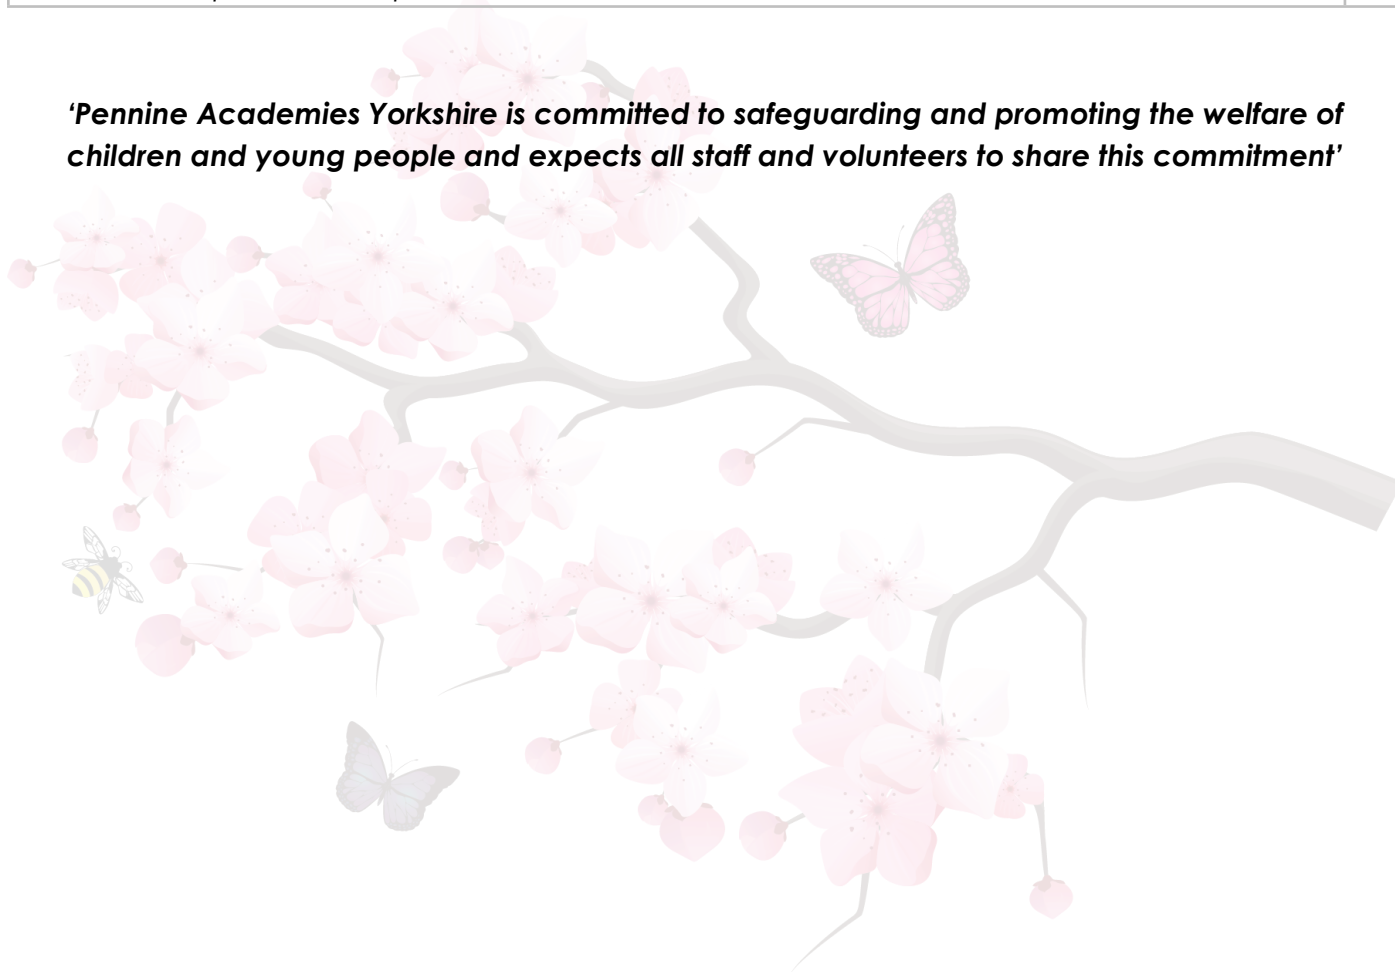 ‘Pennine Academies Yorkshire is committed to safeguarding and promoting the welfare of
children and young people and expects all staff and volunteers to share this commitment’